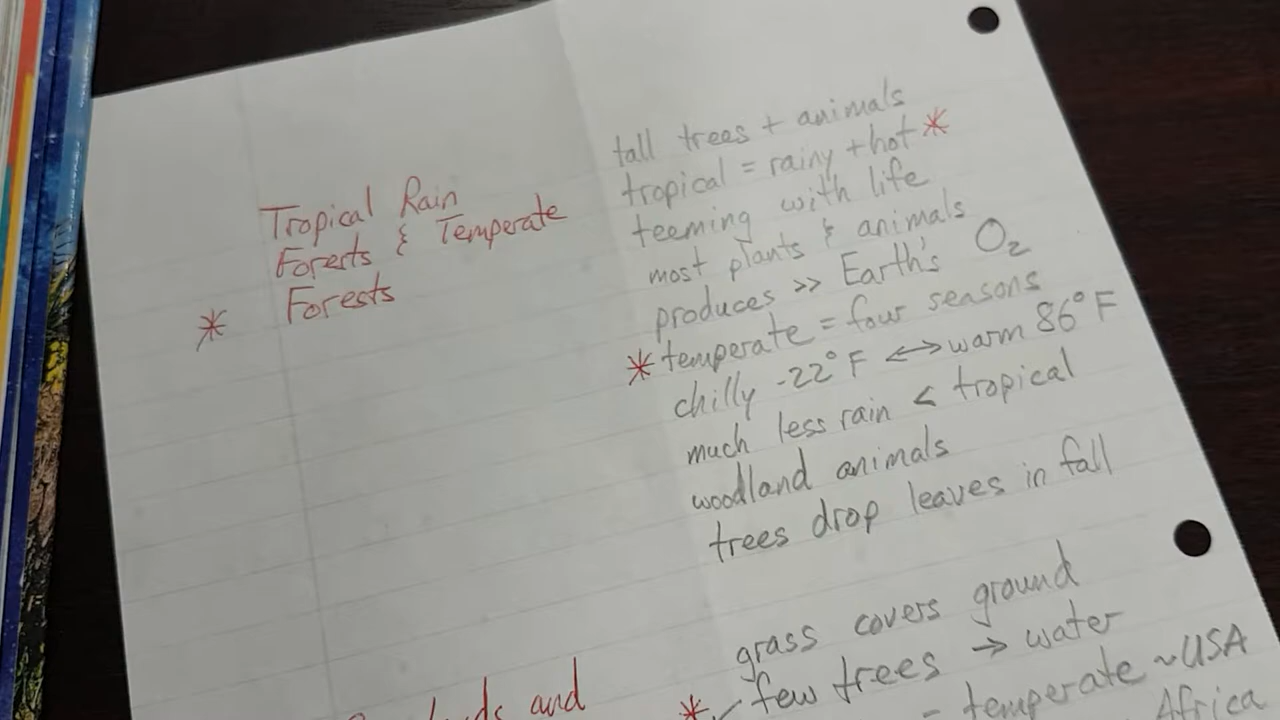 Tropical Rain
Forests & Temperate
* Forests
tall trees + animals
tropical = rainy + hot *
teeming with life
most plants & animals
produces >> Earth's O₂
* temperate = four seasons
chilly -22° F ↔ warm 86° F
much less rain < tropical
woodland animals
trees drop leaves in fall
and
grass covers ground
* few trees → water
- temperate ~ USA
Africa